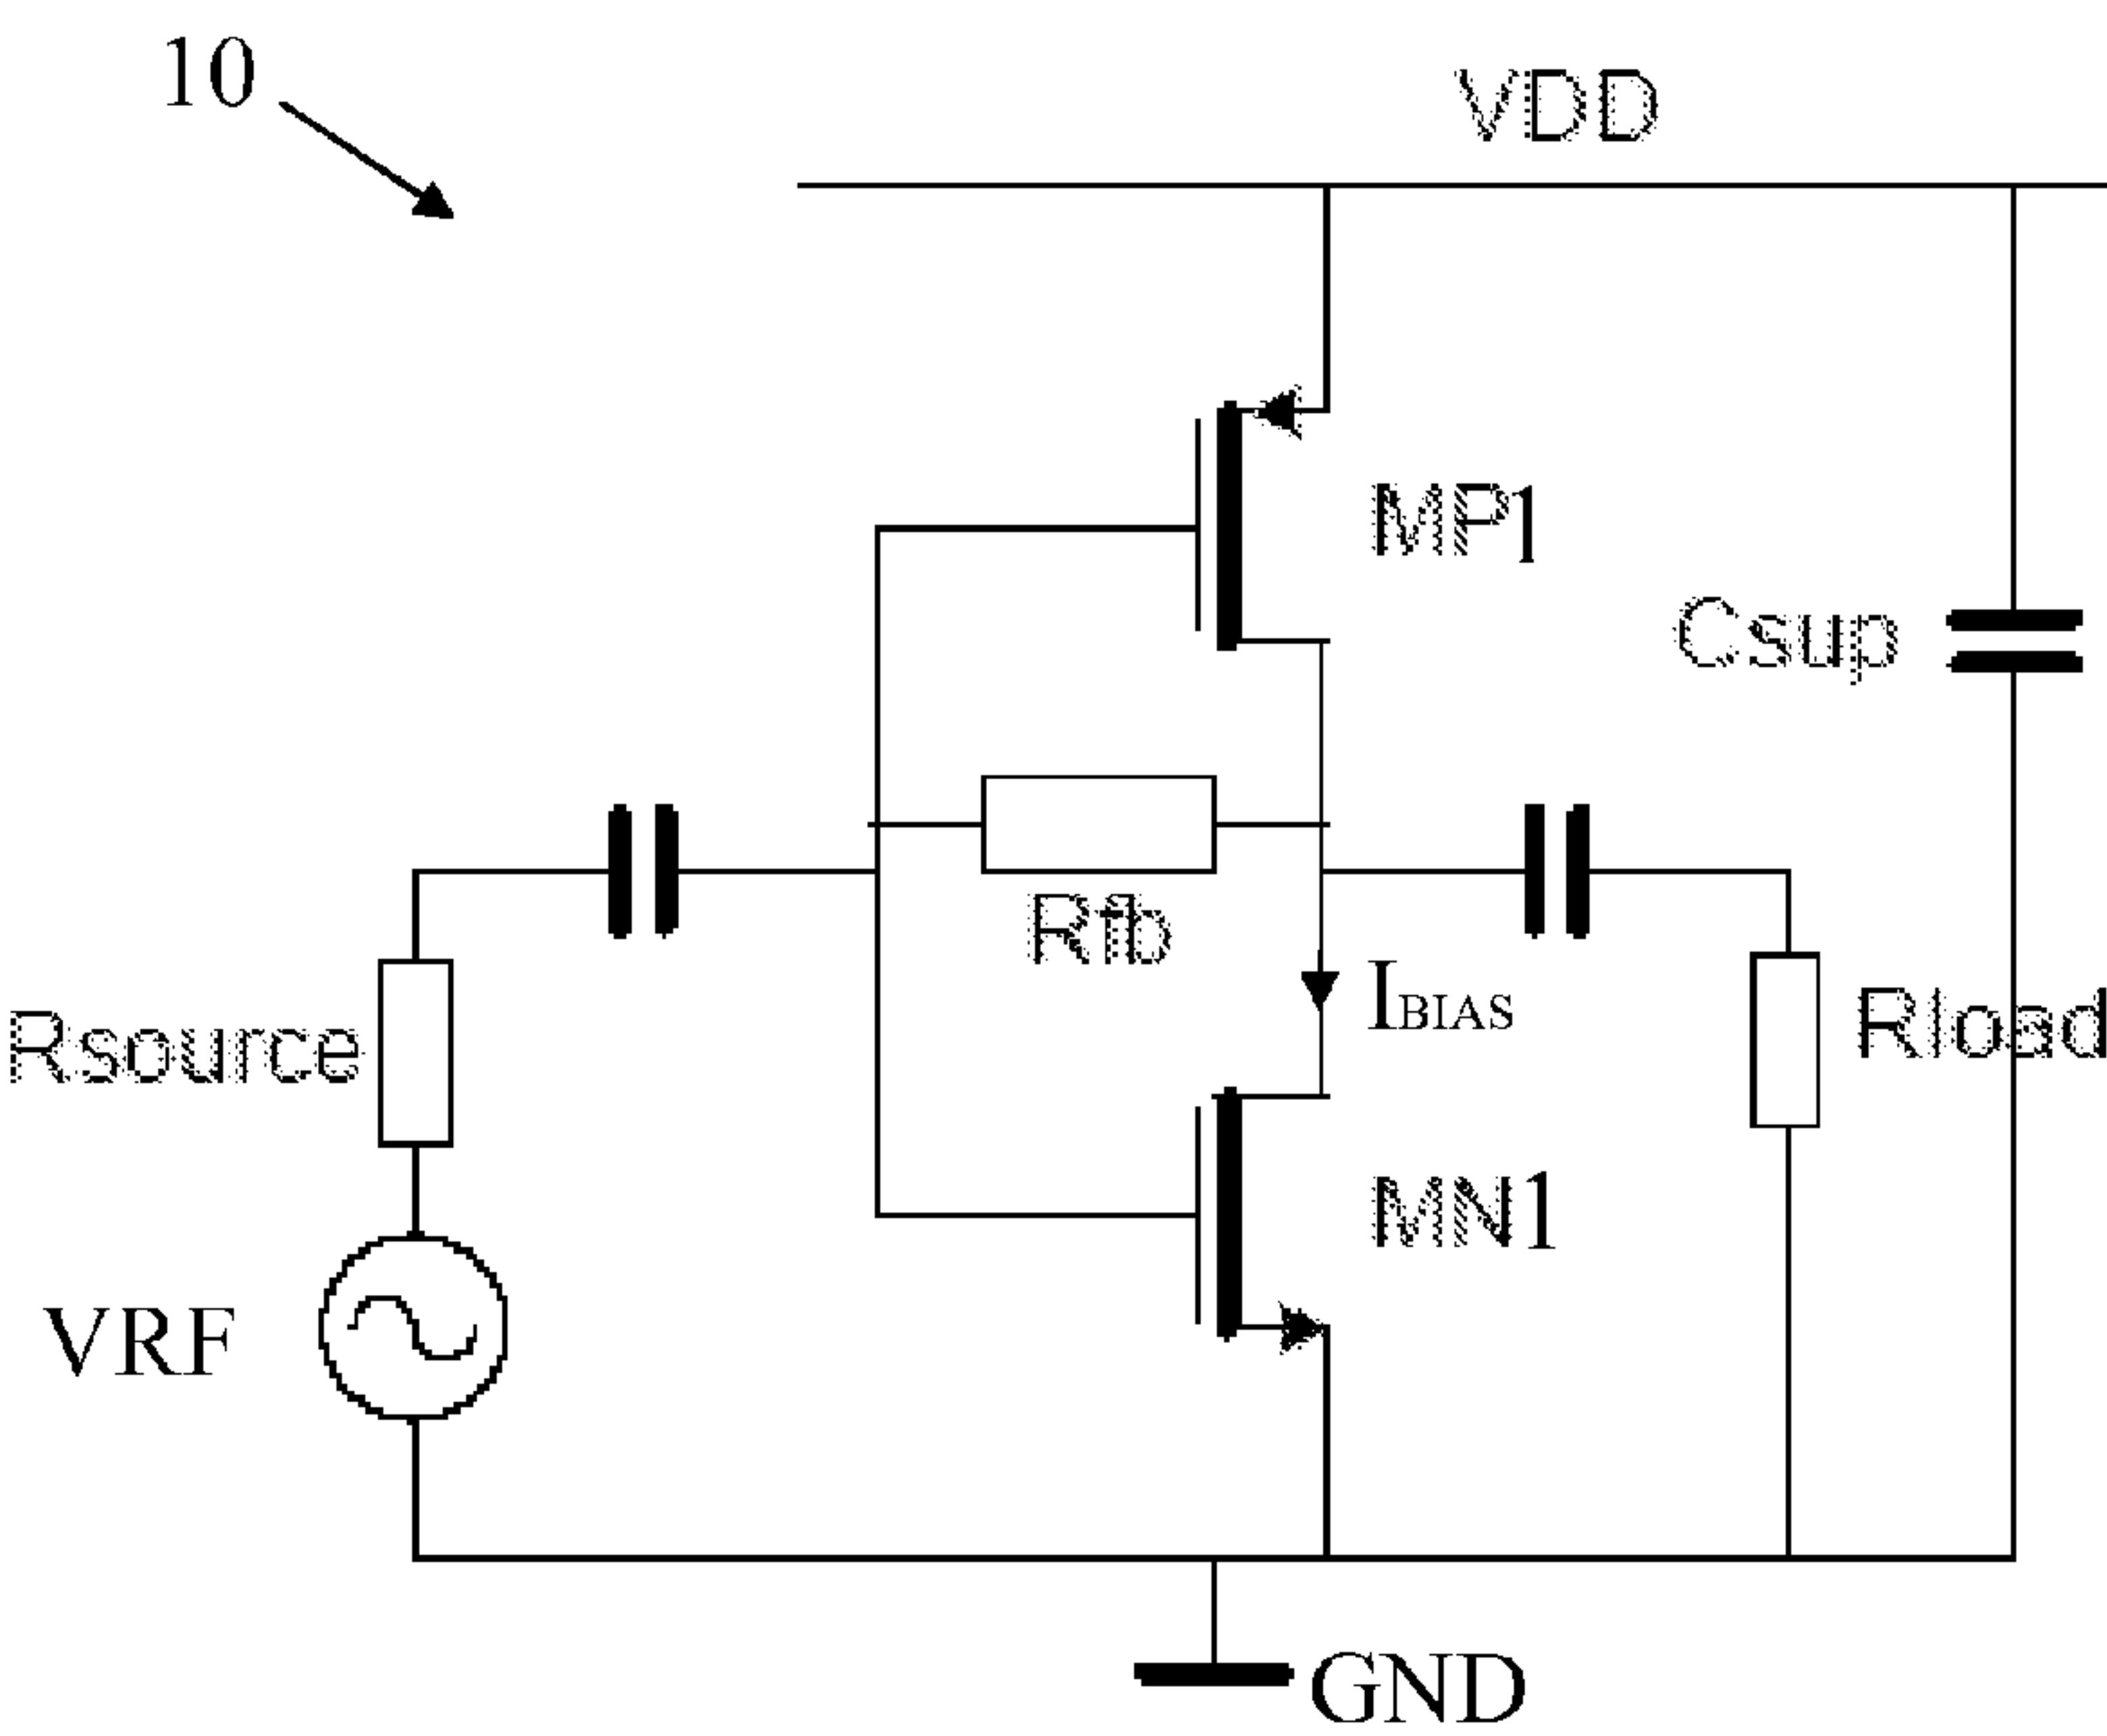 10
VDD
MP1
Csup
Rfb
IBIAS
Rsource
Rload
MN1
VRF
GND